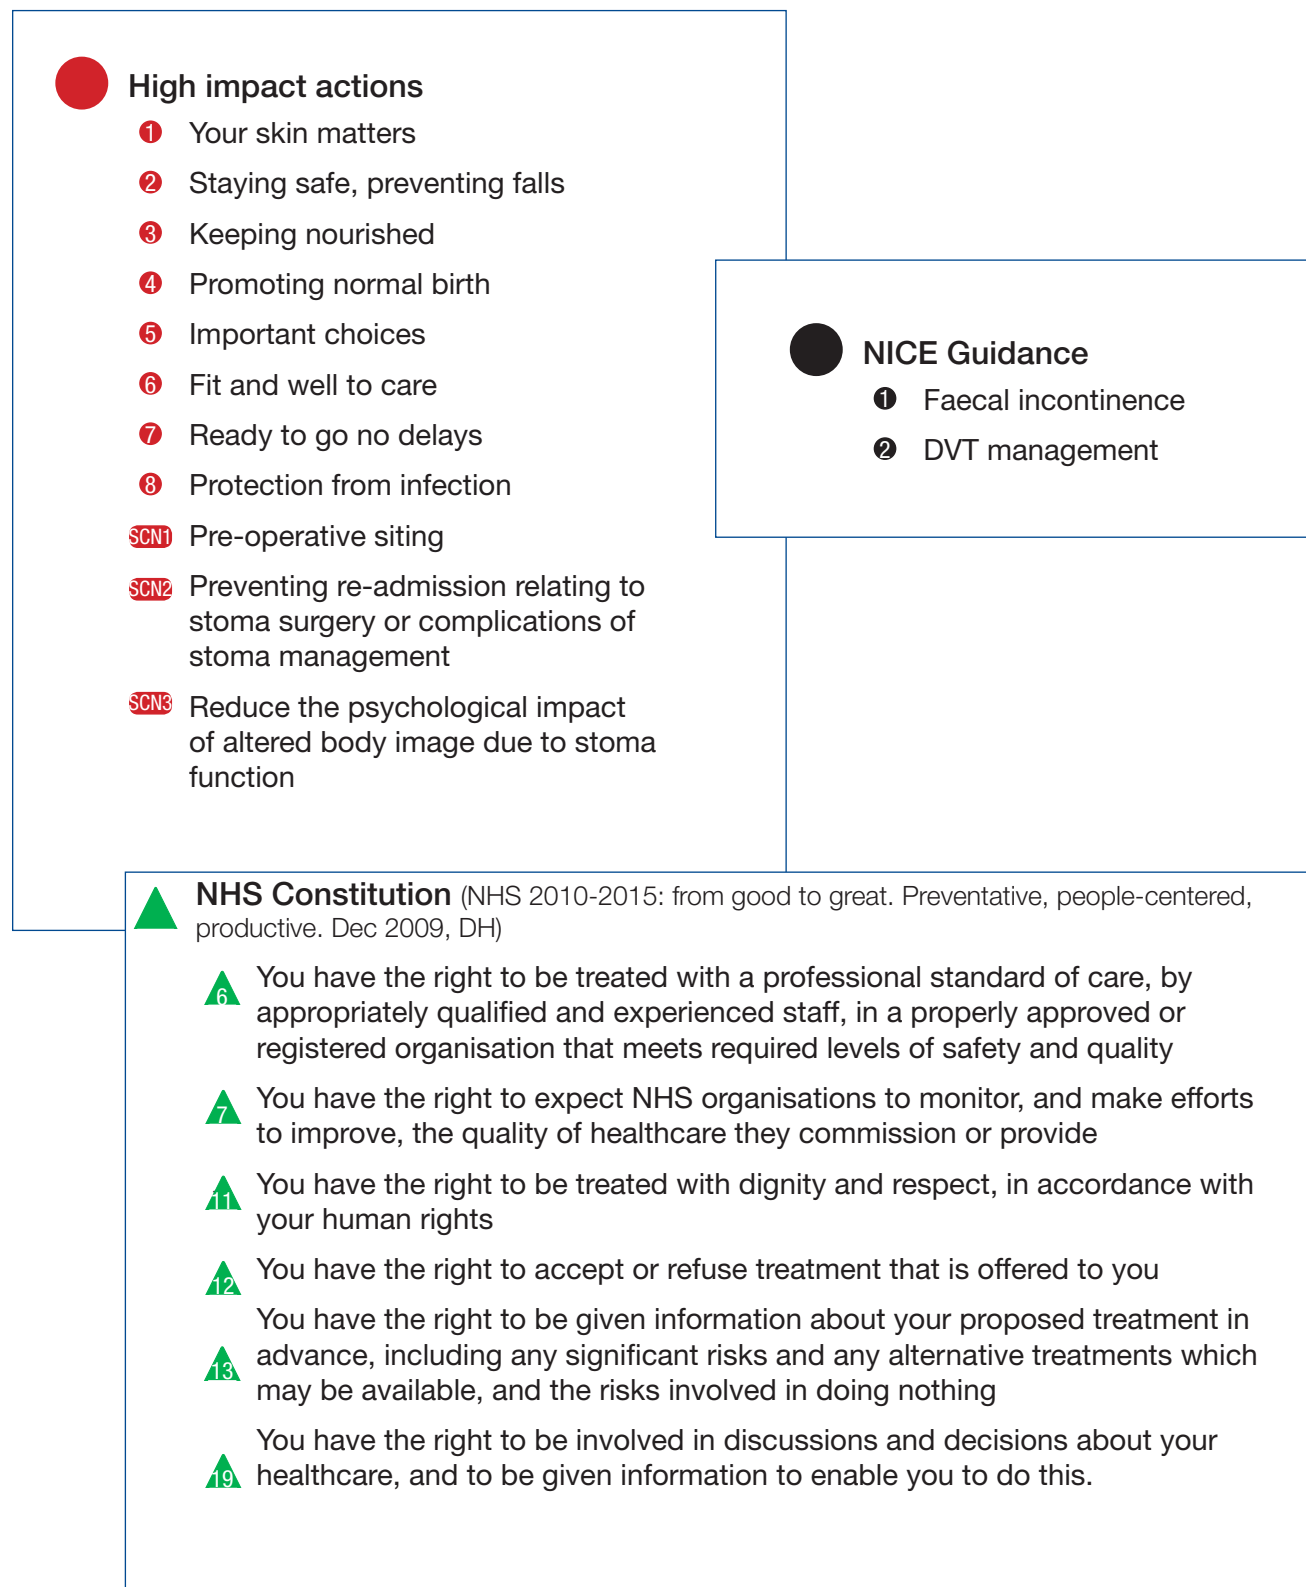 High impact actions
1 Your skin matters
2 Staying safe, preventing falls
3 Keeping nourished
4 Promoting normal birth
5 Important choices
6 Fit and well to care
7 Ready to go no delays
8 Protection from infection
SCN1 Pre-operative siting
SCN2 Preventing re-admission relating to
stoma surgery or complications of
stoma management
SCN3 Reduce the psychological impact
of altered body image due to stoma
function
NICE Guidance
1 Faecal incontinence
2 DVT management
NHS Constitution (NHS 2010-2015: from good to great. Preventative, people-centered,
productive. Dec 2009, DH)
6 You have the right to be treated with a professional standard of care, by
appropriately qualified and experienced staff, in a properly approved or
registered organisation that meets required levels of safety and quality
7 You have the right to expect NHS organisations to monitor, and make efforts
to improve, the quality of healthcare they commission or provide
11 You have the right to be treated with dignity and respect, in accordance with
your human rights
12 You have the right to accept or refuse treatment that is offered to you
You have the right to be given information about your proposed treatment in
13 advance, including any significant risks and any alternative treatments which
may be available, and the risks involved in doing nothing
You have the right to be involved in discussions and decisions about your
19 healthcare, and to be given information to enable you to do this.